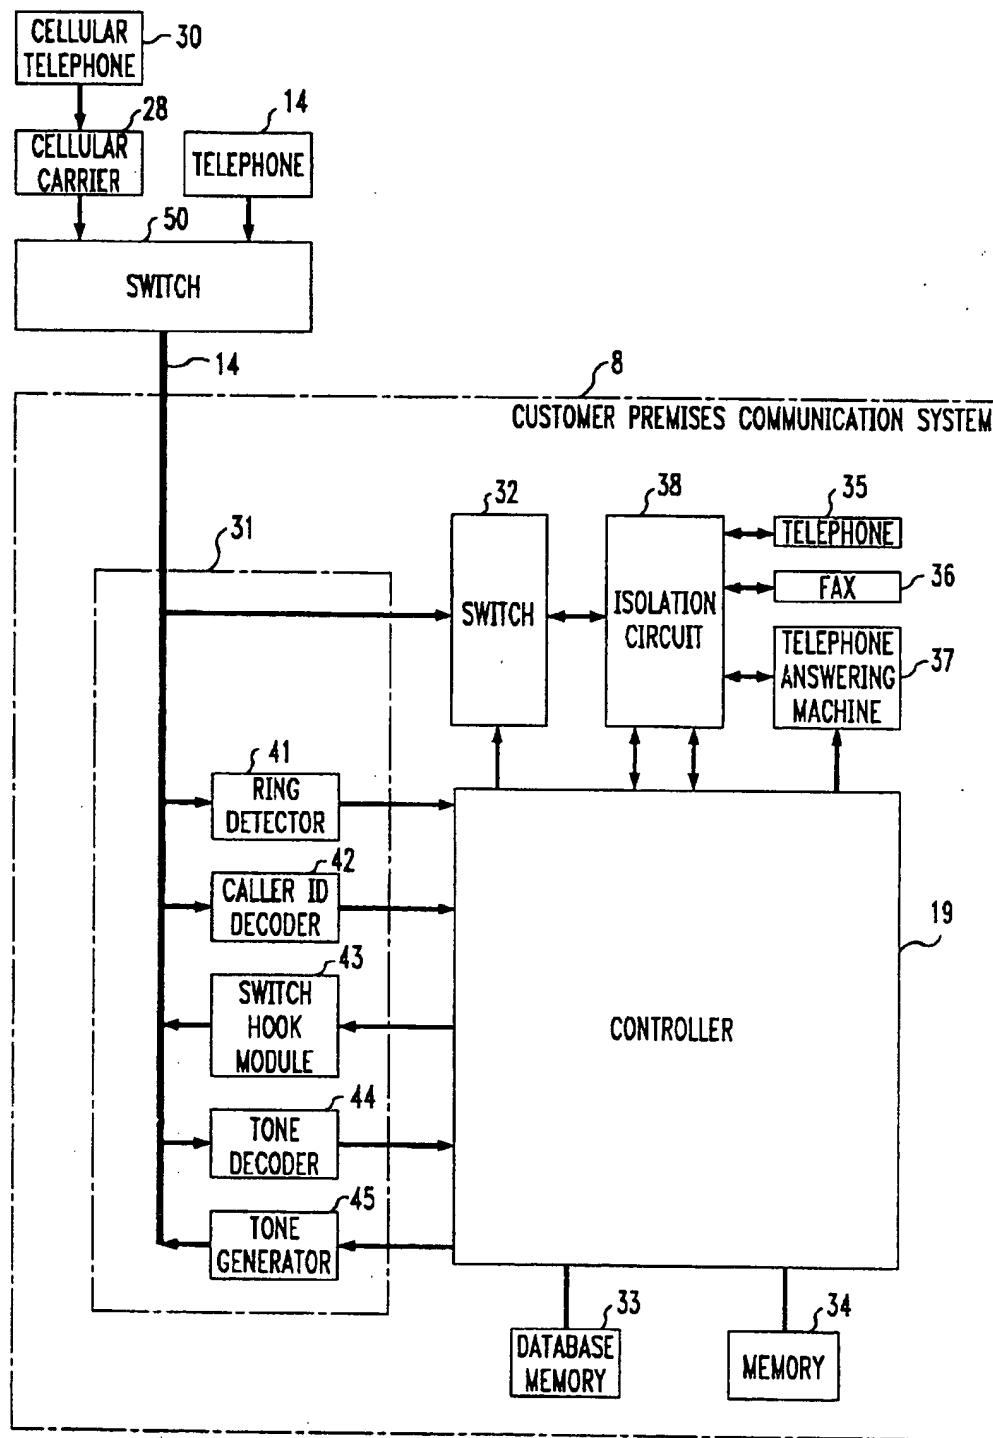 CELLULAR
TELEPHONE
30
28
CELLULAR
CARRIER
14
TELEPHONE
50
SWITCH
14
8
CUSTOMER PREMISES COMMUNICATION SYSTEM
31
32
SWITCH
38
ISOLATION
CIRCUIT
35
TELEPHONE
FAX
36
TELEPHONE
ANSWERING
MACHINE
37
41
RING
DETECTOR
42
CALLER ID
DECODER
43
SWITCH
HOOK
MODULE
44
TONE
DECODER
45
TONE
GENERATOR
CONTROLLER
19
33
DATABASE
MEMORY
34
MEMORY